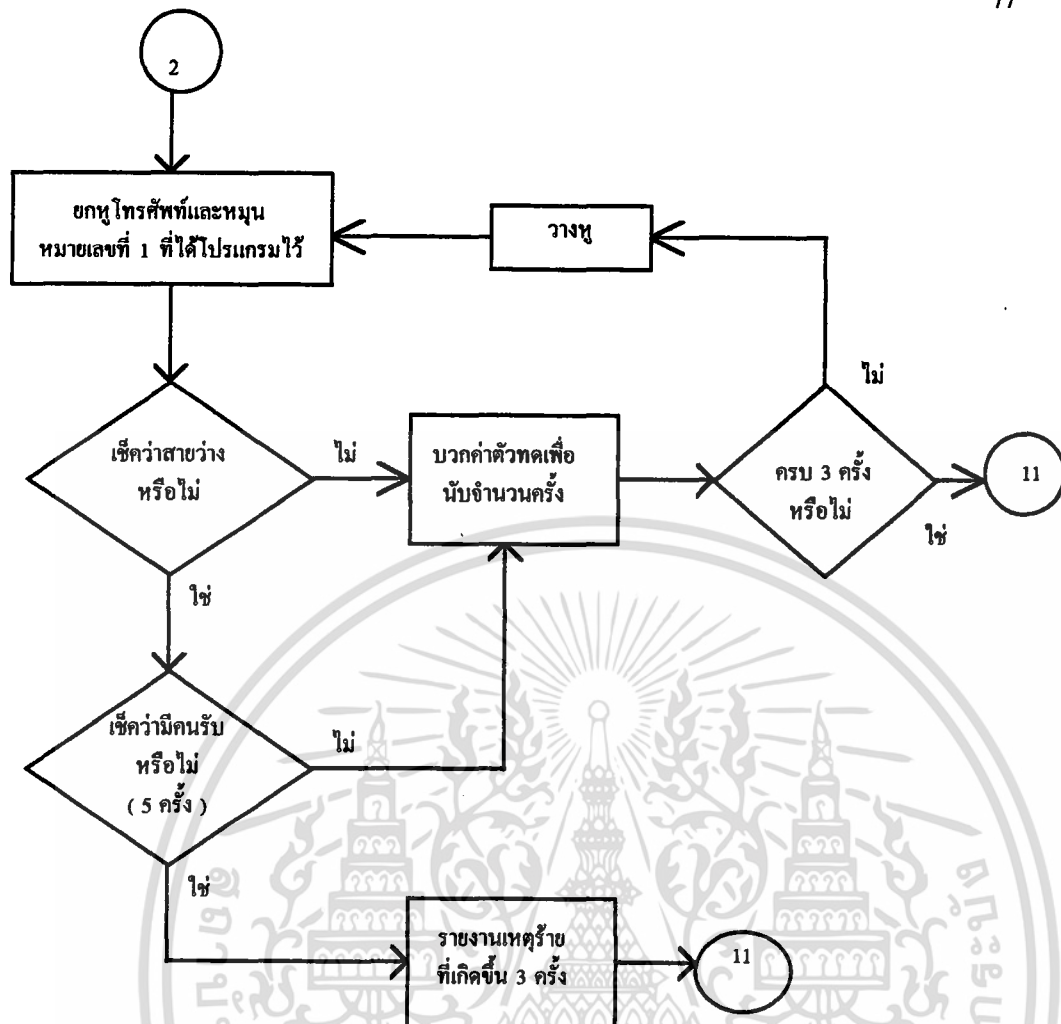 2
ยกหูโทรศัพท์และหมุน
หมายเลขที่ 1 ที่ได้โปรแกรมไว้
วางหู
ไม่
เช็คว่าสายว่าง
หรือไม่
ไม่
บวกค่าตัวทดเพื่อ
นับจำนวนครั้ง
ครบ 3 ครั้ง
หรือไม่
11
ใช่
ใช่
เช็คว่ามีคนรับ
หรือไม่
( 5 ครั้ง )
ไม่
ใช่
รายงานเหตุร้าย
ที่เกิดขึ้น 3 ครั้ง
11